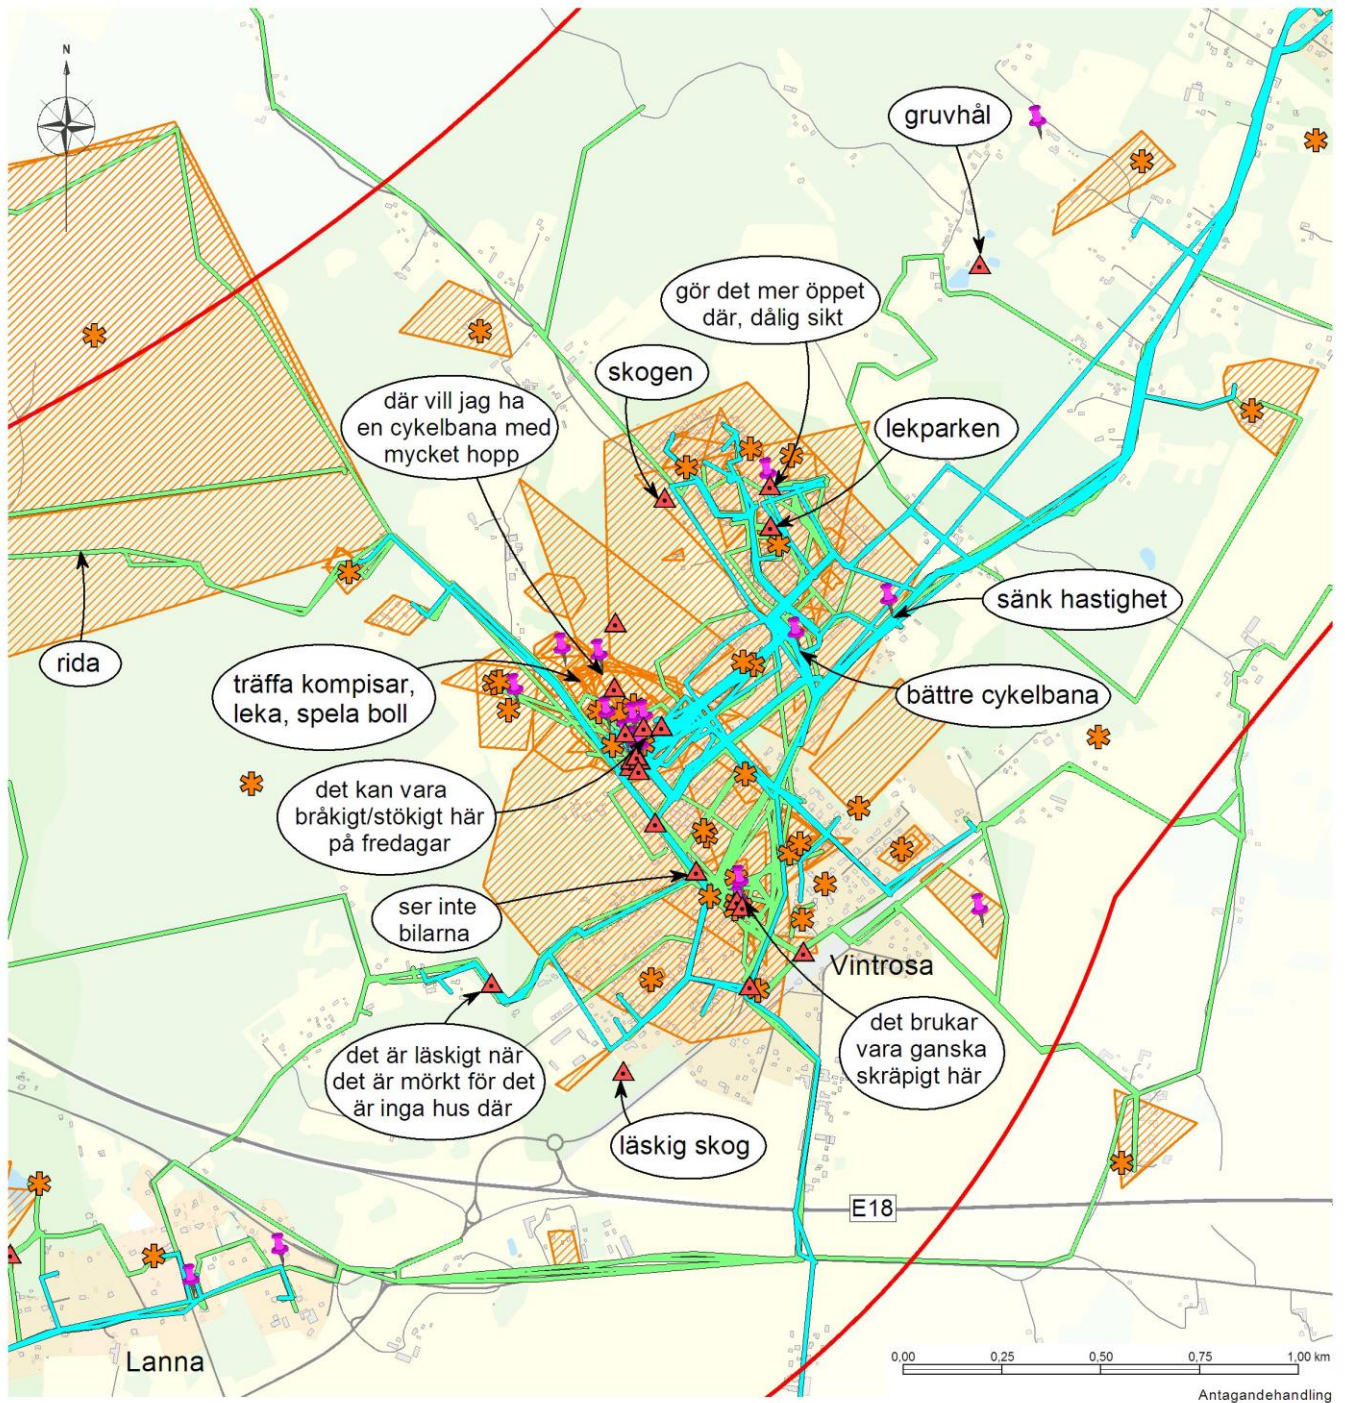 N
gruvhål
gör det mer öppet
där, dålig sikt
skogen
där vill jag ha
en cykelbana med
mycket hopp
lekparken
sänk hastighet
rida
träffa kompisar,
leka, spela boll
bättre cykelbana
det kan vara
bråkigt/stökigt här
på fredagar
ser inte
bilarna
Vintrosa
det är läskigt när
det är mörkt för det
är inga hus där
det brukar
vara ganska
skräpigt här
läskig skog
E18
Lanna
0,00 0,25 0,50 0,75 1,00 km
Antagandehandling